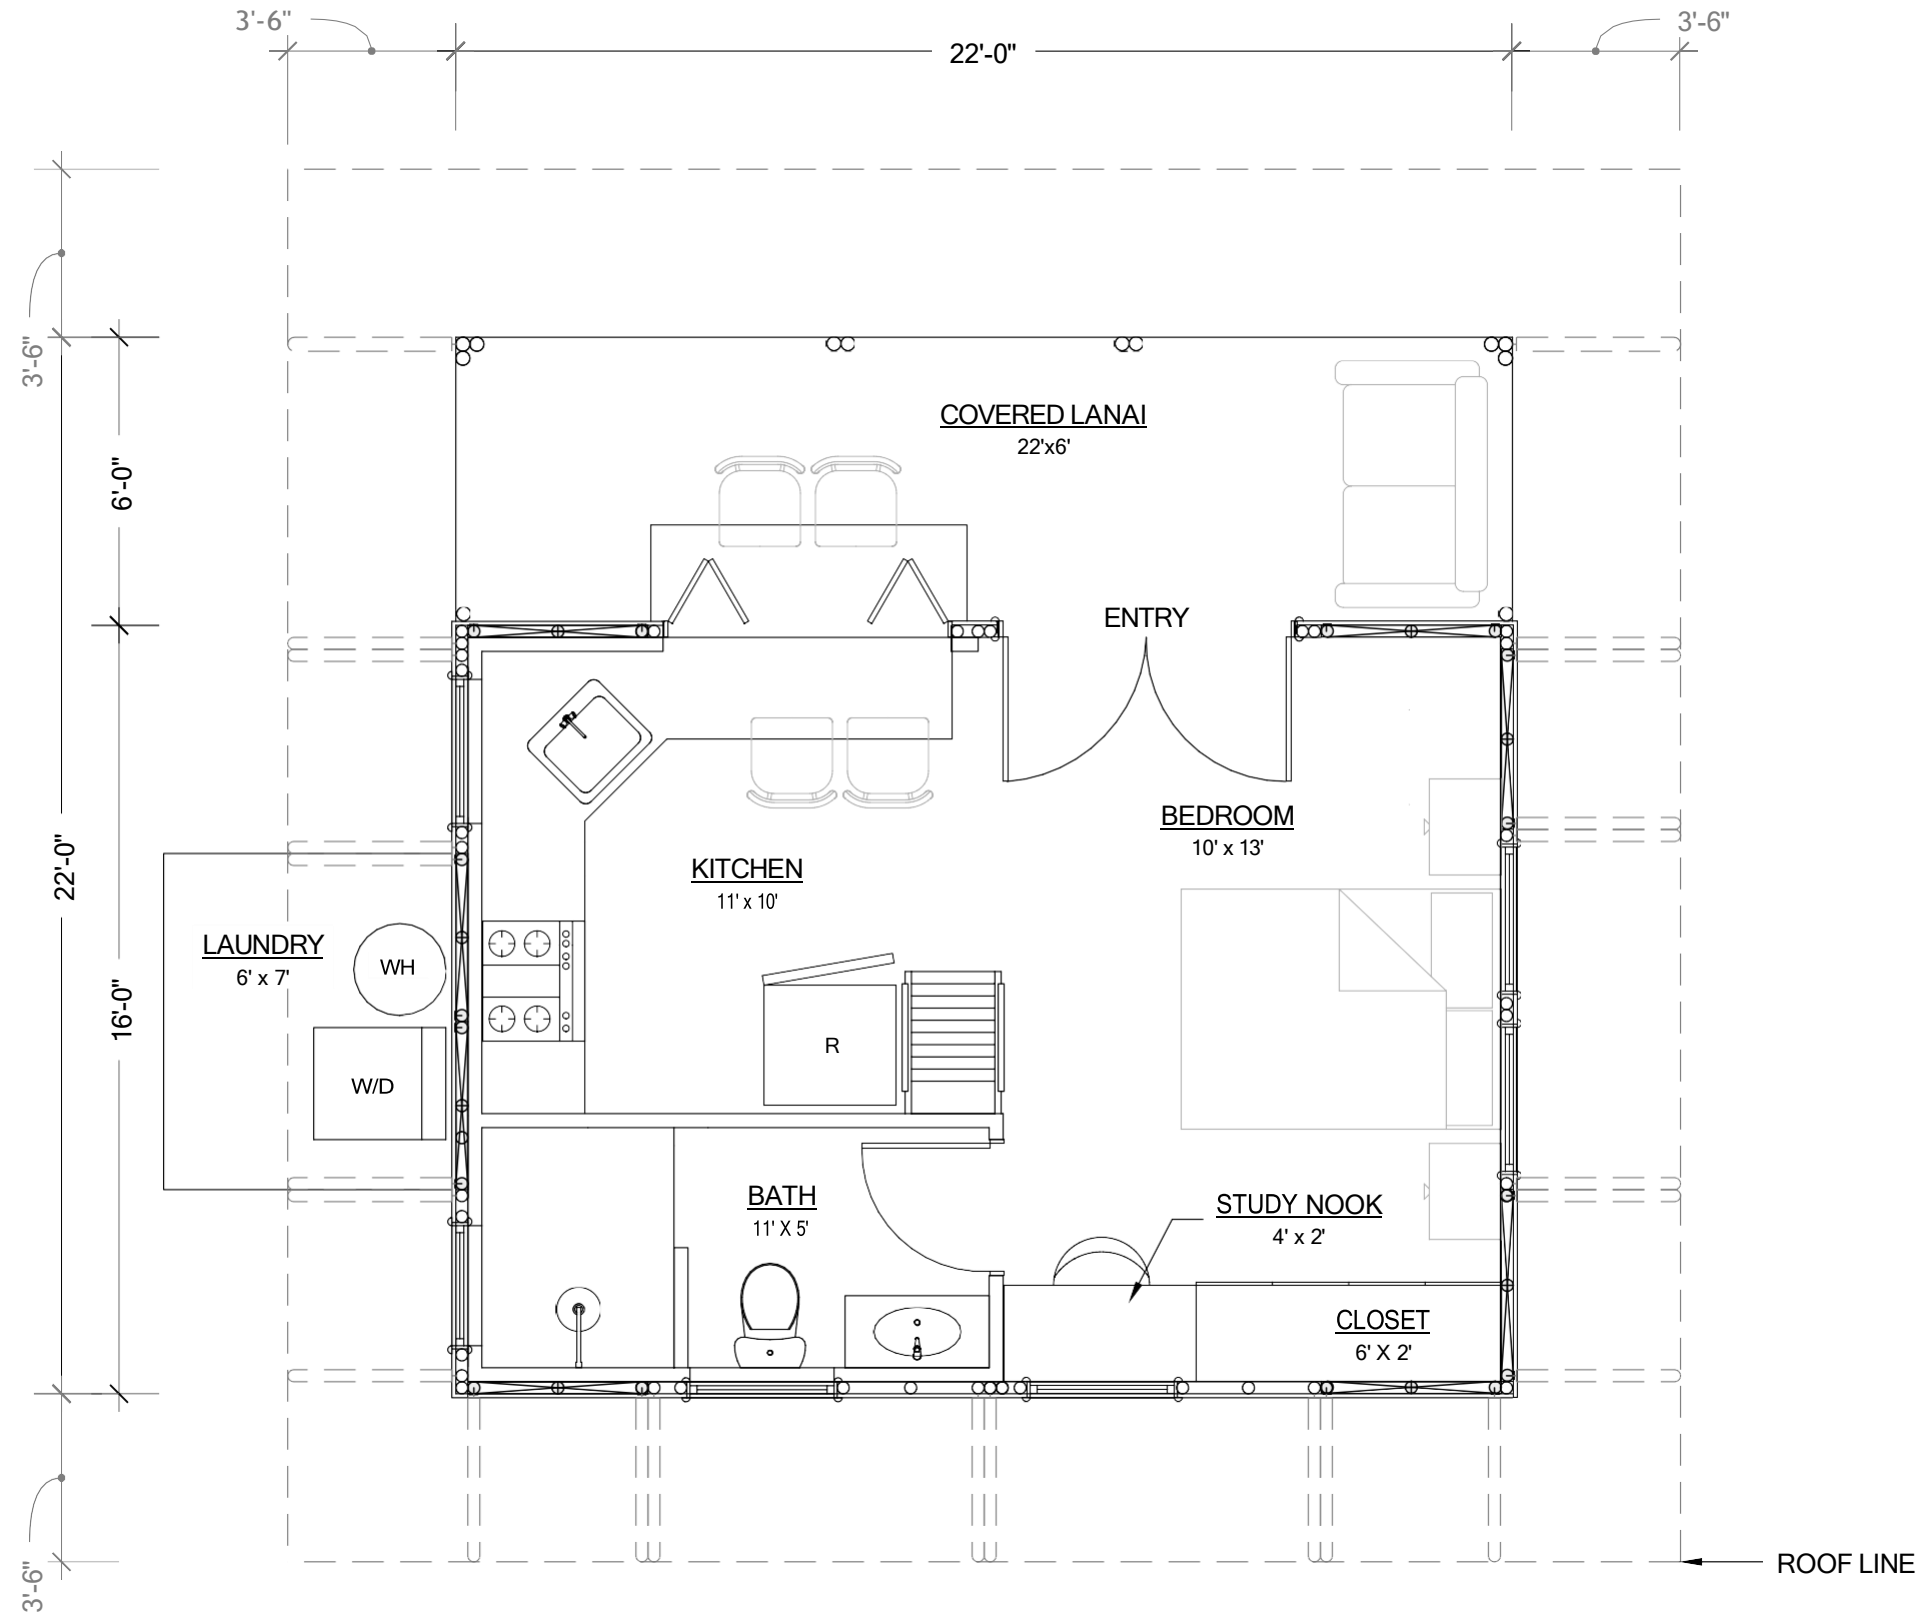 3'-6"
22'-0"
3'-6"
3'-6"
6'-0"
COVERED LANAI
22'x6'
ENTRY
BEDROOM
10' x 13'
22'-0"
KITCHEN
11' x 10'
LAUNDRY
6' x 7'
WH
16'-0"
R
W/D
BATH
11' X 5'
STUDY NOOK
4' x 2'
CLOSET
6' X 2'
3'-6"
ROOF LINE